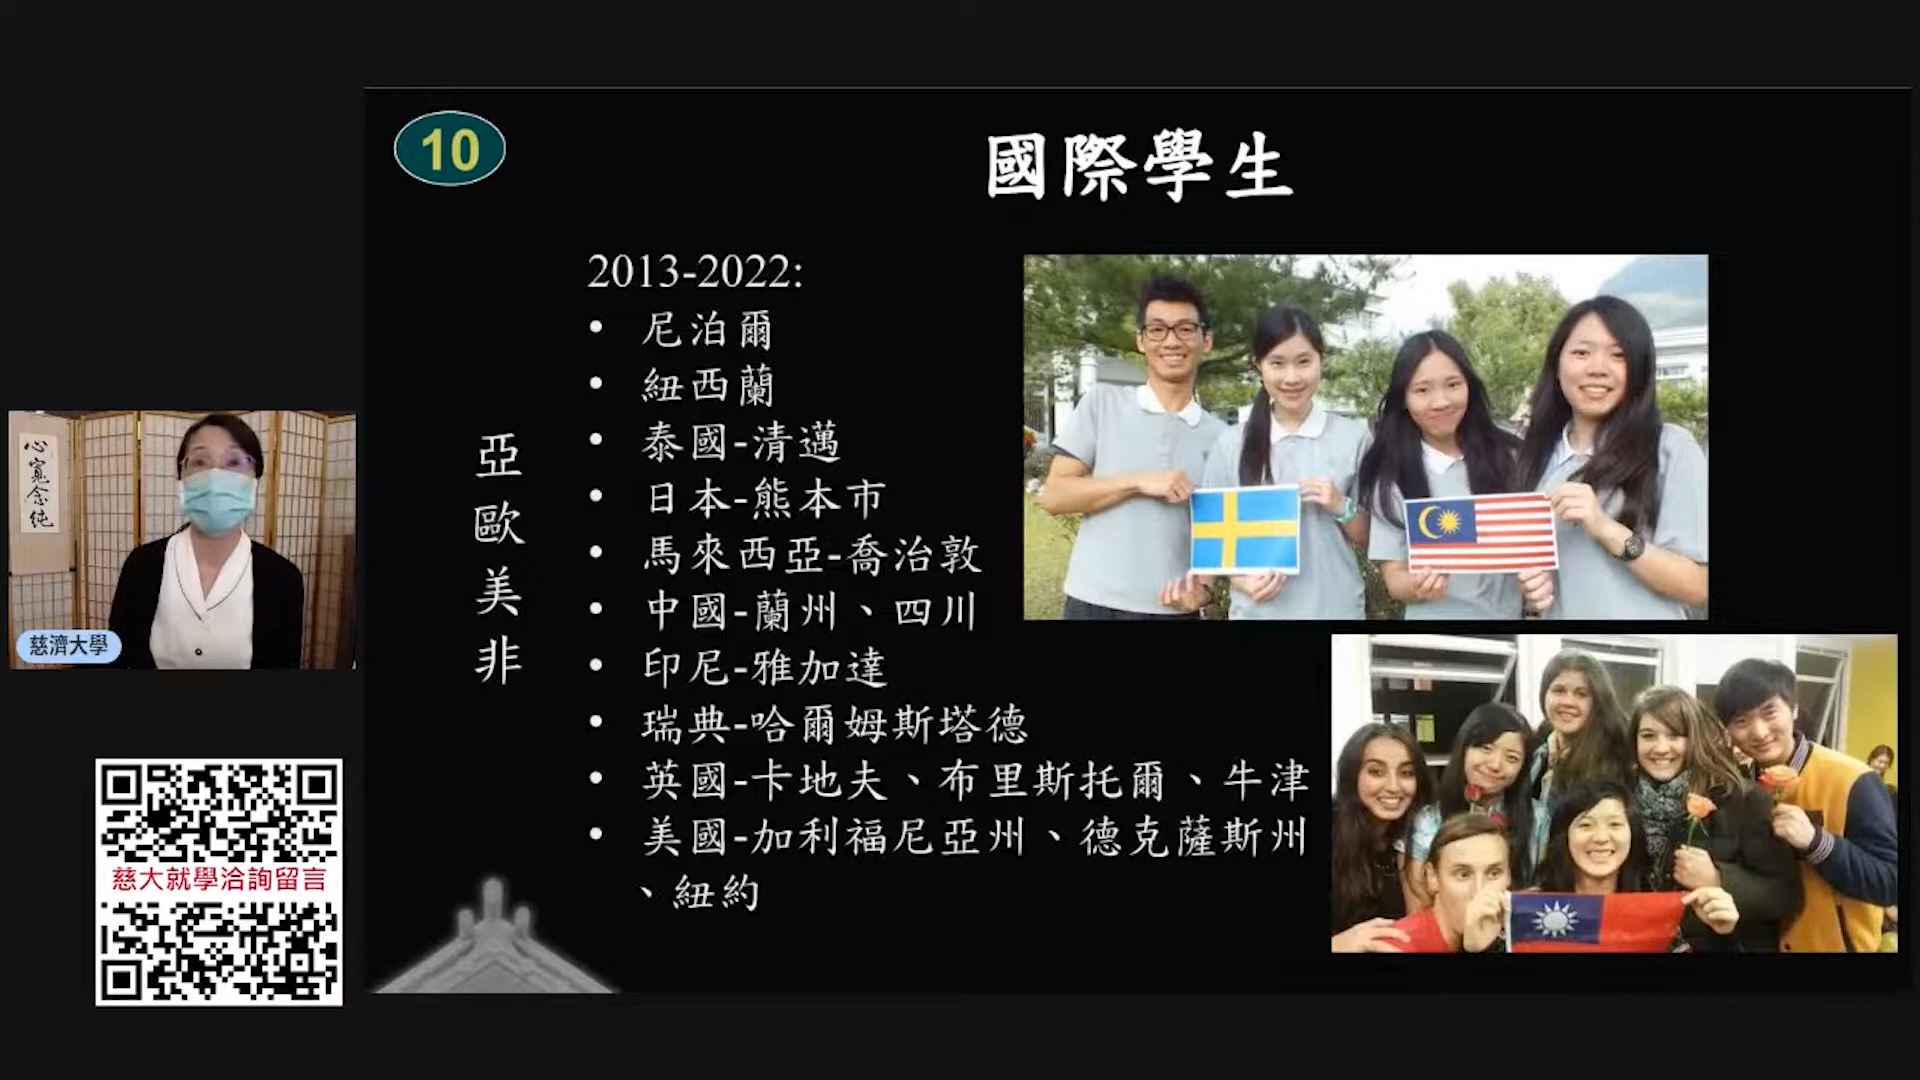 10
國際學生
2013-2022:
• 尼泊爾
• 紐西蘭
• 泰國-清邁
• 日本-熊本市
• 馬來西亞-喬治敦
• 中國-蘭州、四川
• 印尼-雅加達
• 瑞典-哈爾姆斯塔德
• 英國-卡地夫、布里斯托爾、牛津
• 美國-加利福尼亞州、德克薩斯州
、紐約
亞歐美非
心寬念純
慈濟大學
慈大就學洽詢留言